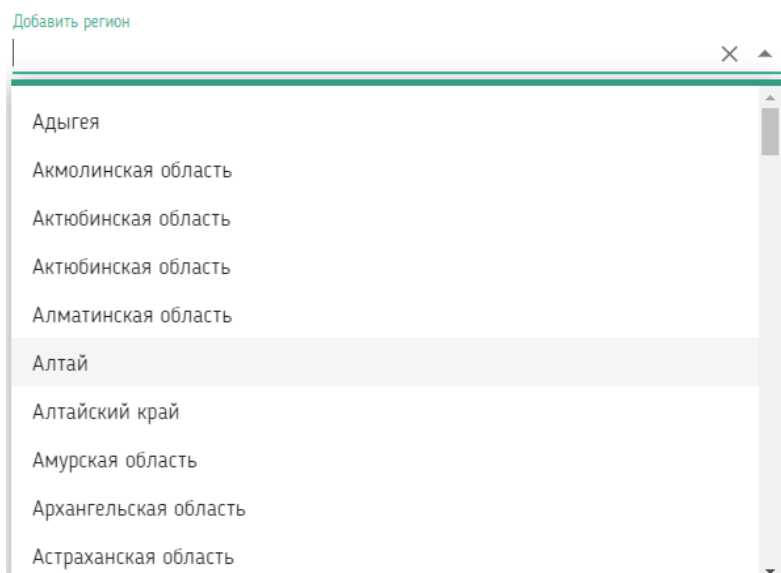 Добавить регион
Адыгея
Акмолинская область
Актюбинская область
Актюбинская область
Алматинская область
Алтай
Алтайский край
Амурская область
Архангельская область
Астраханская область